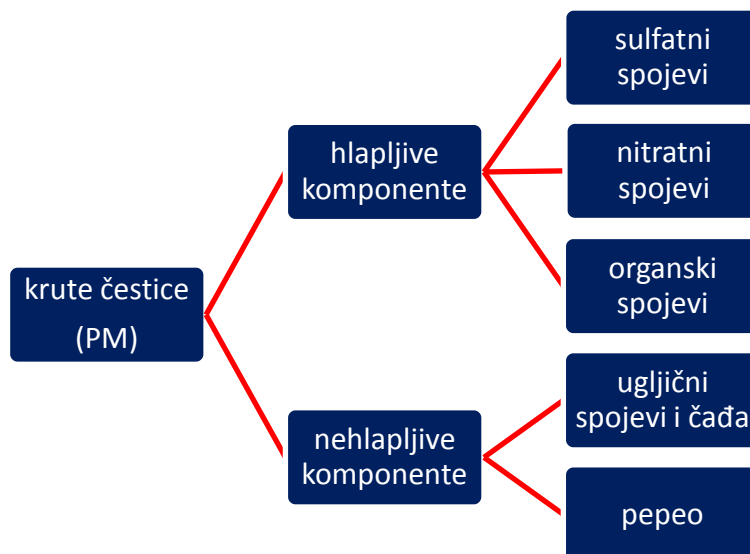 krute čestice
(PM)
hlapljive
komponente
sulfatni
spojevi
nitratni
spojevi
organski
spojevi
nehlapljive
komponente
ugljični
spojevi i čađa
pepeo